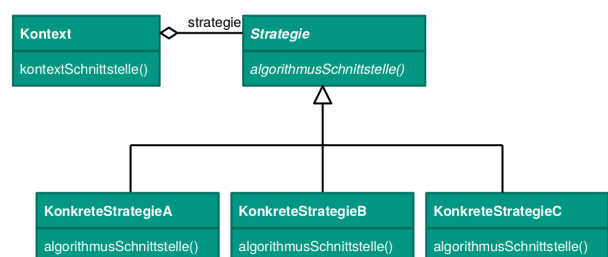 strategie
Kontext
Strategie
kontextSchnittstelle()
algorithmusSchnittstelle()
KonkreteStrategieA
KonkreteStrategieB
KonkreteStrategieC
algorithmusSchnittstelle()
algorithmusSchnittstelle()
algorithmusSchnittstelle()